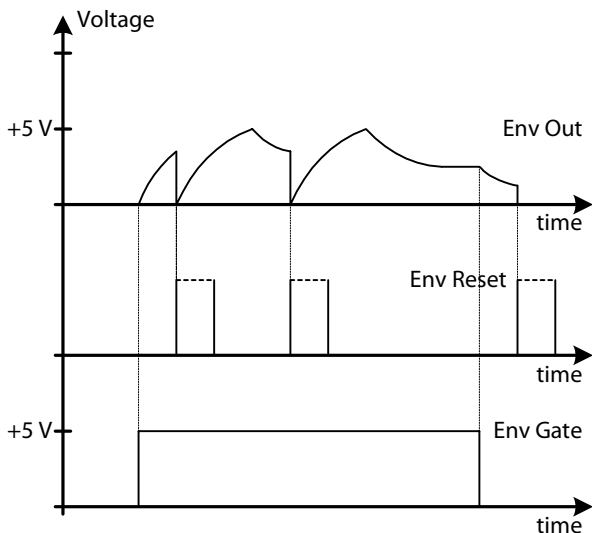 Voltage
+5 V
Env Out
time
Env Reset
time
+5 V
Env Gate
time